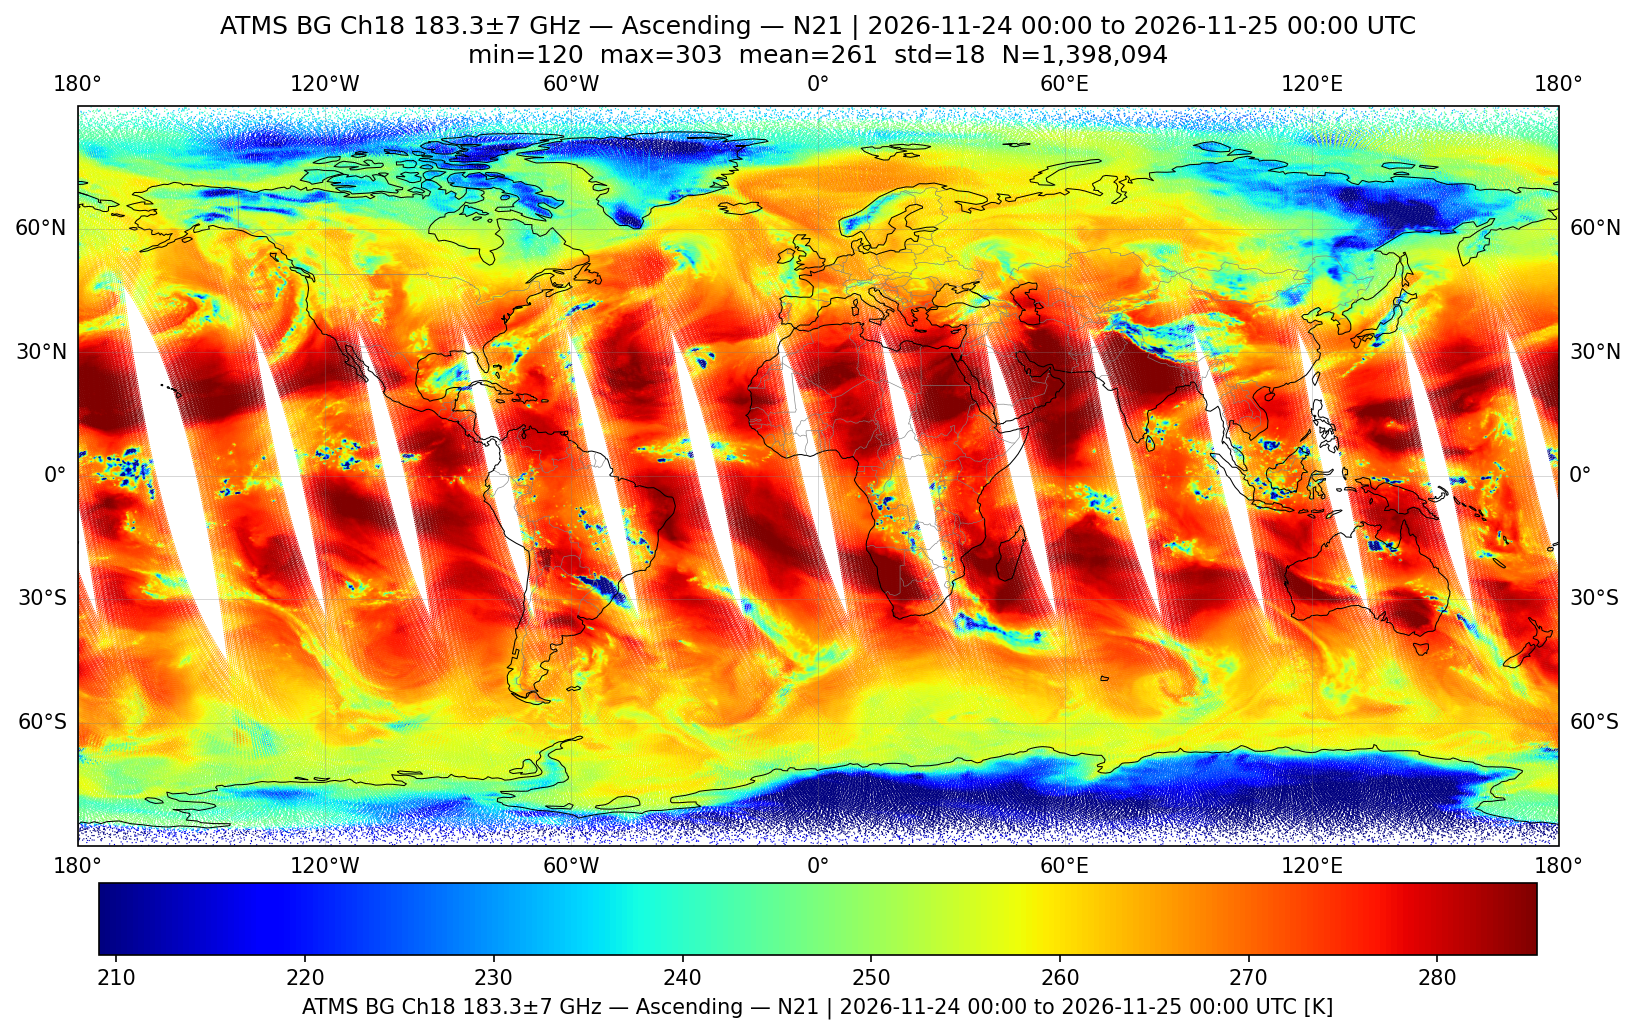 ATMS BG Ch18 183.3±7 GHz — Ascending — N21 | 2026-11-24 00:00 to 2026-11-25 00:00 UTC
min=120 max=303 mean=261 std=18 N=1,398,094
180° 120°W 60°W 0° 60°E 120°E 180°
60°N 60°N
30°N 30°N
0° 0°
30°S 30°S
60°S 60°S
180° 120°W 60°W 0° 60°E 120°E 180°
210 220 230 240 250 260 270 280
ATMS BG Ch18 183.3±7 GHz — Ascending — N21 | 2026-11-24 00:00 to 2026-11-25 00:00 UTC [K]